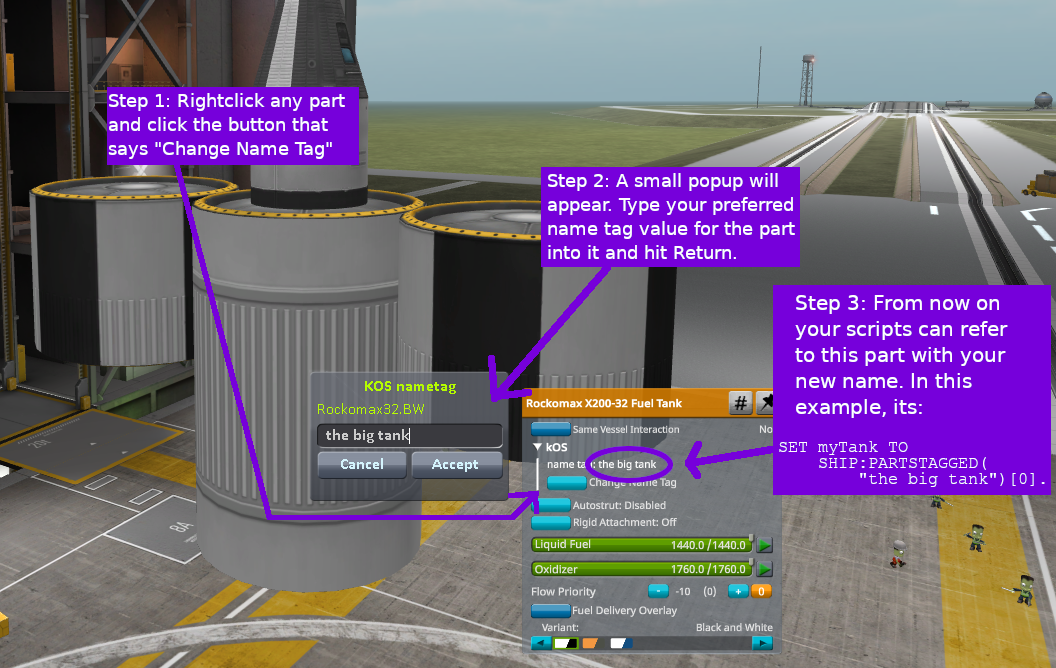 Step 1: Rightclick any part
and click the button that
says "Change Name Tag"
Step 2: A small popup will
appear. Type your preferred
name tag value for the part
into it and hit Return.
Step 3: From now on
your scripts can refer
to this part with your
new name. In this
example, its:
SET myTank TO
SHIP:PARTSTAGGED(
"the big tank")[0].
KOS nametag
Rockomax32.BW
the big tank
Cancel Accept
Rockomax X200-32 Fuel Tank #
Same Vessel Interaction No
kOS
name tag: the big tank
Change Name Tag
Autostrut: Disabled
Rigid Attachment: Off
Liquid Fuel 1440.0 /1440.0
Oxidizer 1760.0 /1760.0
Flow Priority - -10 (0) + 0
Fuel Delivery Overlay
Variant: Black and White
8A